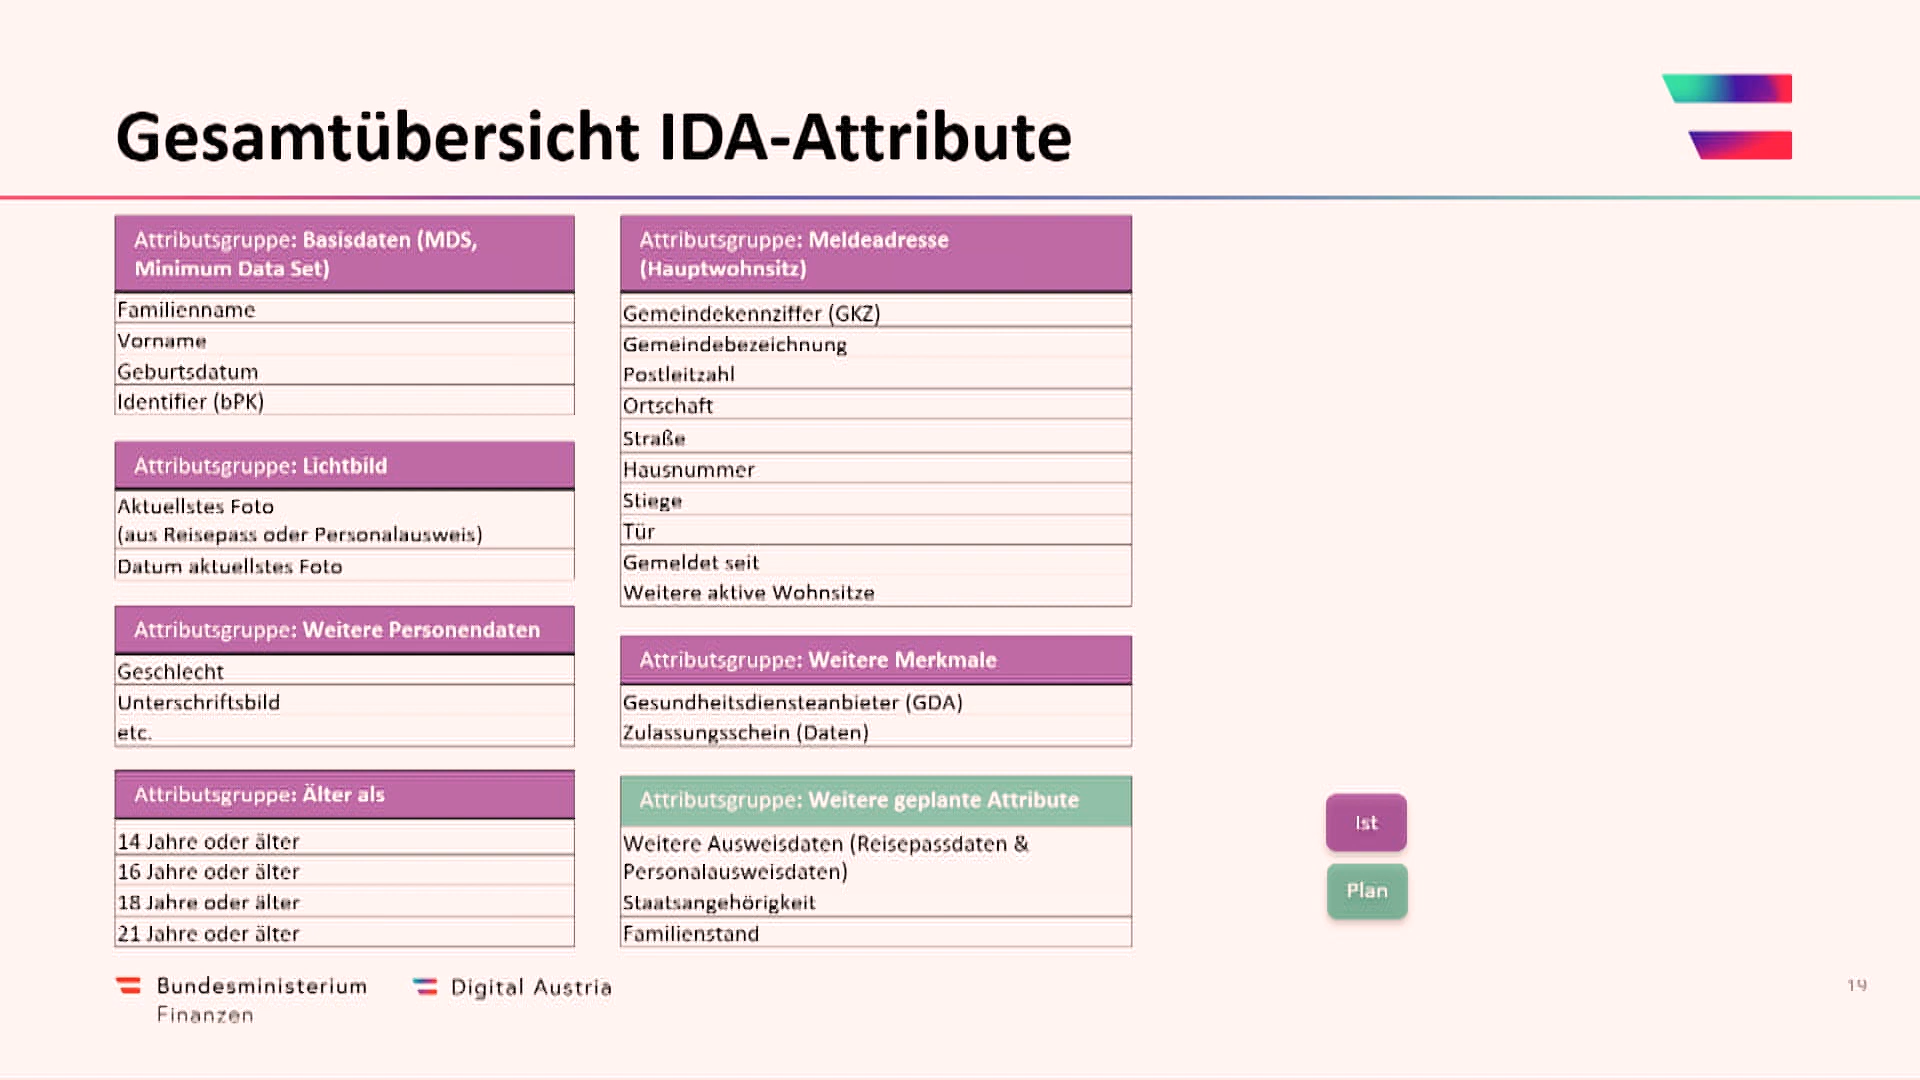 Gesamtübersicht IDA-Attribute
Attributsgruppe: Basisdaten (MDS,
Minimum Data Set)
Familienname
Vorname
Geburtsdatum
Identifier (bPK)
Attributsgruppe: Lichtbild
Aktuellstes Foto
(aus Reisepass oder Personalausweis)
Datum aktuellstes Foto
Attributsgruppe: Weitere Personendaten
Geschlecht
Unterschriftsbild
etc.
Attributsgruppe: Älter als
14 Jahre oder älter
16 Jahre oder älter
18 Jahre oder älter
21 Jahre oder älter
Attributsgruppe: Meldeadresse
(Hauptwohnsitz)
Gemeindekennziffer (GKZ)
Gemeindebezeichnung
Postleitzahl
Ortschaft
Straße
Hausnummer
Stiege
Tür
Gemeldet seit
Weitere aktive Wohnsitze
Attributsgruppe: Weitere Merkmale
Gesundheitsdiensteanbieter (GDA)
Zulassungsschein (Daten)
Attributsgruppe: Weitere geplante Attribute
Weitere Ausweisdaten (Reisepassdaten &
Personalausweisdaten)
Staatsangehörigkeit
Familienstand
Ist
Plan
Bundesministerium
Finanzen
Digital Austria
19